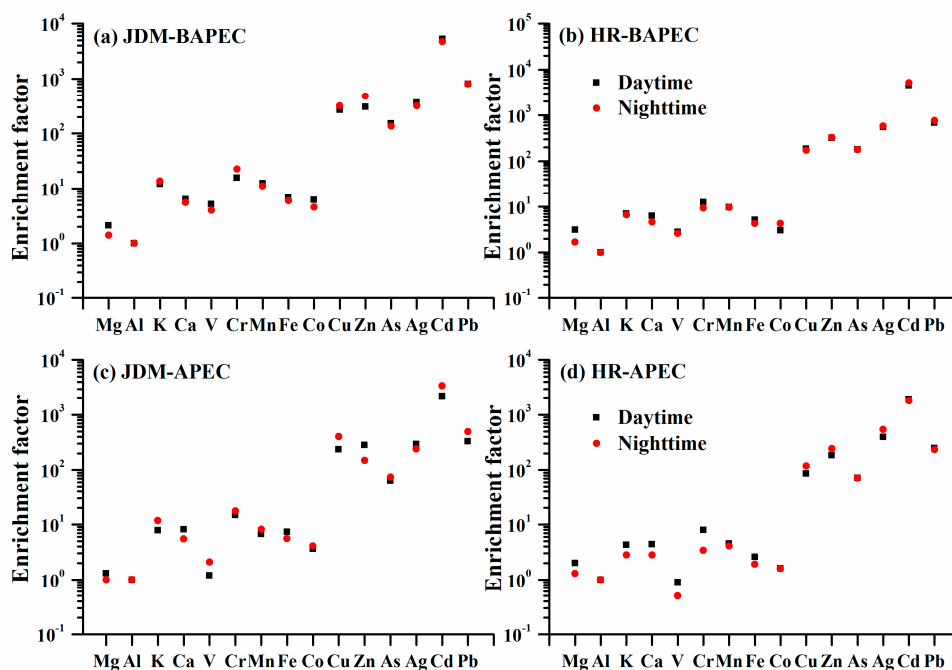 (a) JDM-BAPEC
Enrichment factor
10^4
10^3
10^2
10^1
10^0
10^-1
Mg Al K Ca V Cr Mn Fe Co Cu Zn As Ag Cd Pb
(b) HR-BAPEC
Daytime
Nighttime
Enrichment factor
10^5
10^4
10^3
10^2
10^1
10^0
10^-1
Mg Al K Ca V Cr Mn Fe Co Cu Zn As Ag Cd Pb
(c) JDM-APEC
Enrichment factor
10^4
10^3
10^2
10^1
10^0
10^-1
Mg Al K Ca V Cr Mn Fe Co Cu Zn As Ag Cd Pb
(d) HR-APEC
Daytime
Nighttime
Enrichment factor
10^4
10^3
10^2
10^1
10^0
10^-1
Mg Al K Ca V Cr Mn Fe Co Cu Zn As Ag Cd Pb